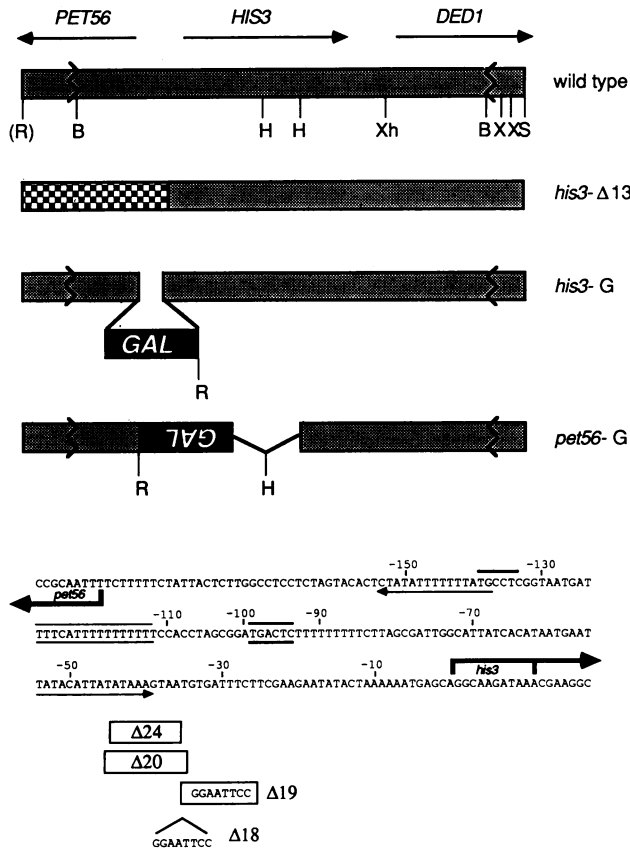 PET56 HIS3 DED1
wild type
(R) B H H Xh B X X S
his3-Δ13
his3-G
GAL
R
GAL
pet56-G
R H
-150 -130
CCGCAATTTTCTTTTTCTATTACTCTTGGCCTCCTCTAGTACACTCTATATTTTTTTATGCCTCGGTAATGAT
pet56
-110 -100 -90 -70
TTTCATTTTTTTTTTTCCACCTAGCGGATGACTCTTTTTTTTTCTTAGCGATTGGCATTATCACATAATGAAT
-50 -30 -10
TATACATTATATAAAGTAATGTGATTTCTTCGAAGAATATACTAAAAAATGAGCAGGCAAGATAAACGAAGGC
his3
Δ24
Δ20
GGAATTCC Δ19
GGAATTCC Δ18